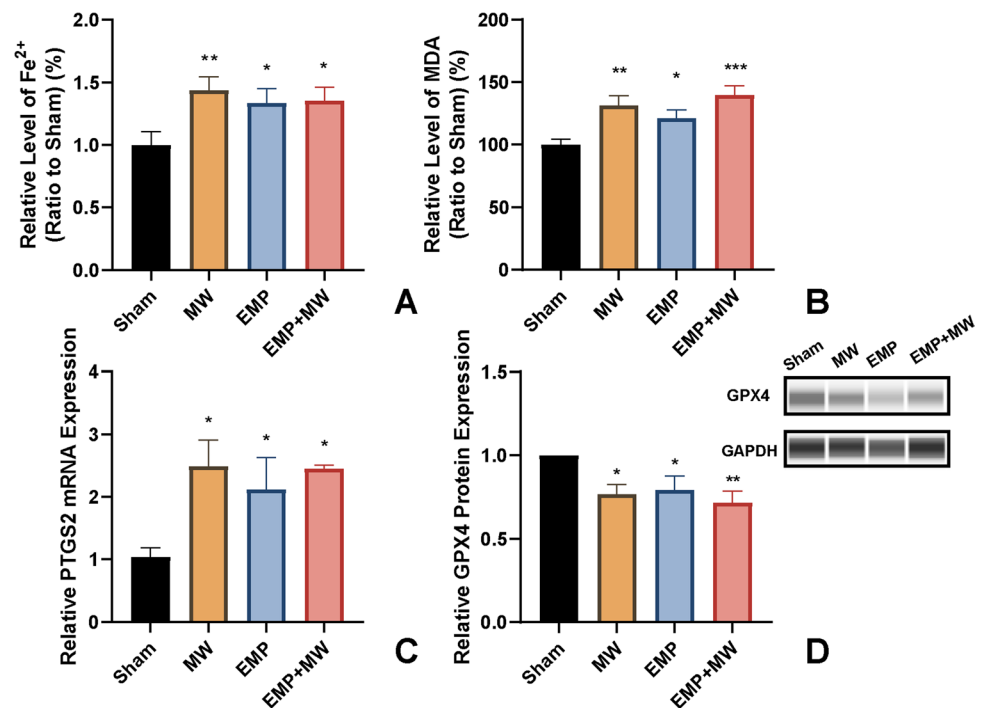 Relative Level of Fe²⁺
(Ratio to Sham) (%)
2.0
1.5
1.0
0.5
0.0
**
*
*
Sham
MW
EMP
EMP+MW
A
Relative Level of MDA
(Ratio to Sham) (%)
200
150
100
50
0
**
*
***
Sham
MW
EMP
EMP+MW
B
Relative PTGS2 mRNA Expression
4
3
2
1
0
*
*
*
Sham
MW
EMP
EMP+MW
C
Relative GPX4 Protein Expression
1.5
1.0
0.5
0.0
*
*
**
Sham
MW
EMP
EMP+MW
D
Sham
MW
EMP
EMP+MW
GPX4
GAPDH